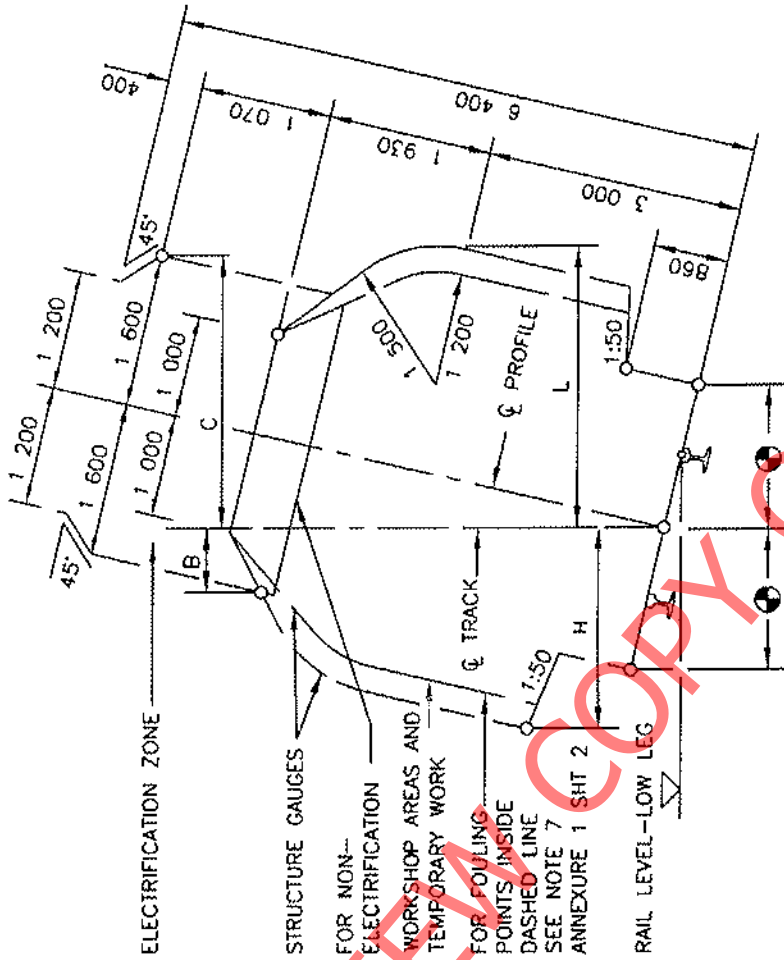 400
6 400
1 070
1 930
3 000
860
45°
1 200
1 600
1 000
1 200
1 600
1 000
45°
C
B
1 500
1 200
L
1:50
℄ PROFILE
ELECTRIFICATION ZONE
STRUCTURE GAUGES
FOR NON-
ELECTRIFICATION
WORKSHOP AREAS AND
TEMPORARY WORK
FOR FOULING
POINTS INSIDE
DASHED LINE
SEE NOTE 7
ANNEXURE 1 SHT 2
℄ TRACK
H
1:50
RAIL LEVEL-LOW LEG
EW COPY